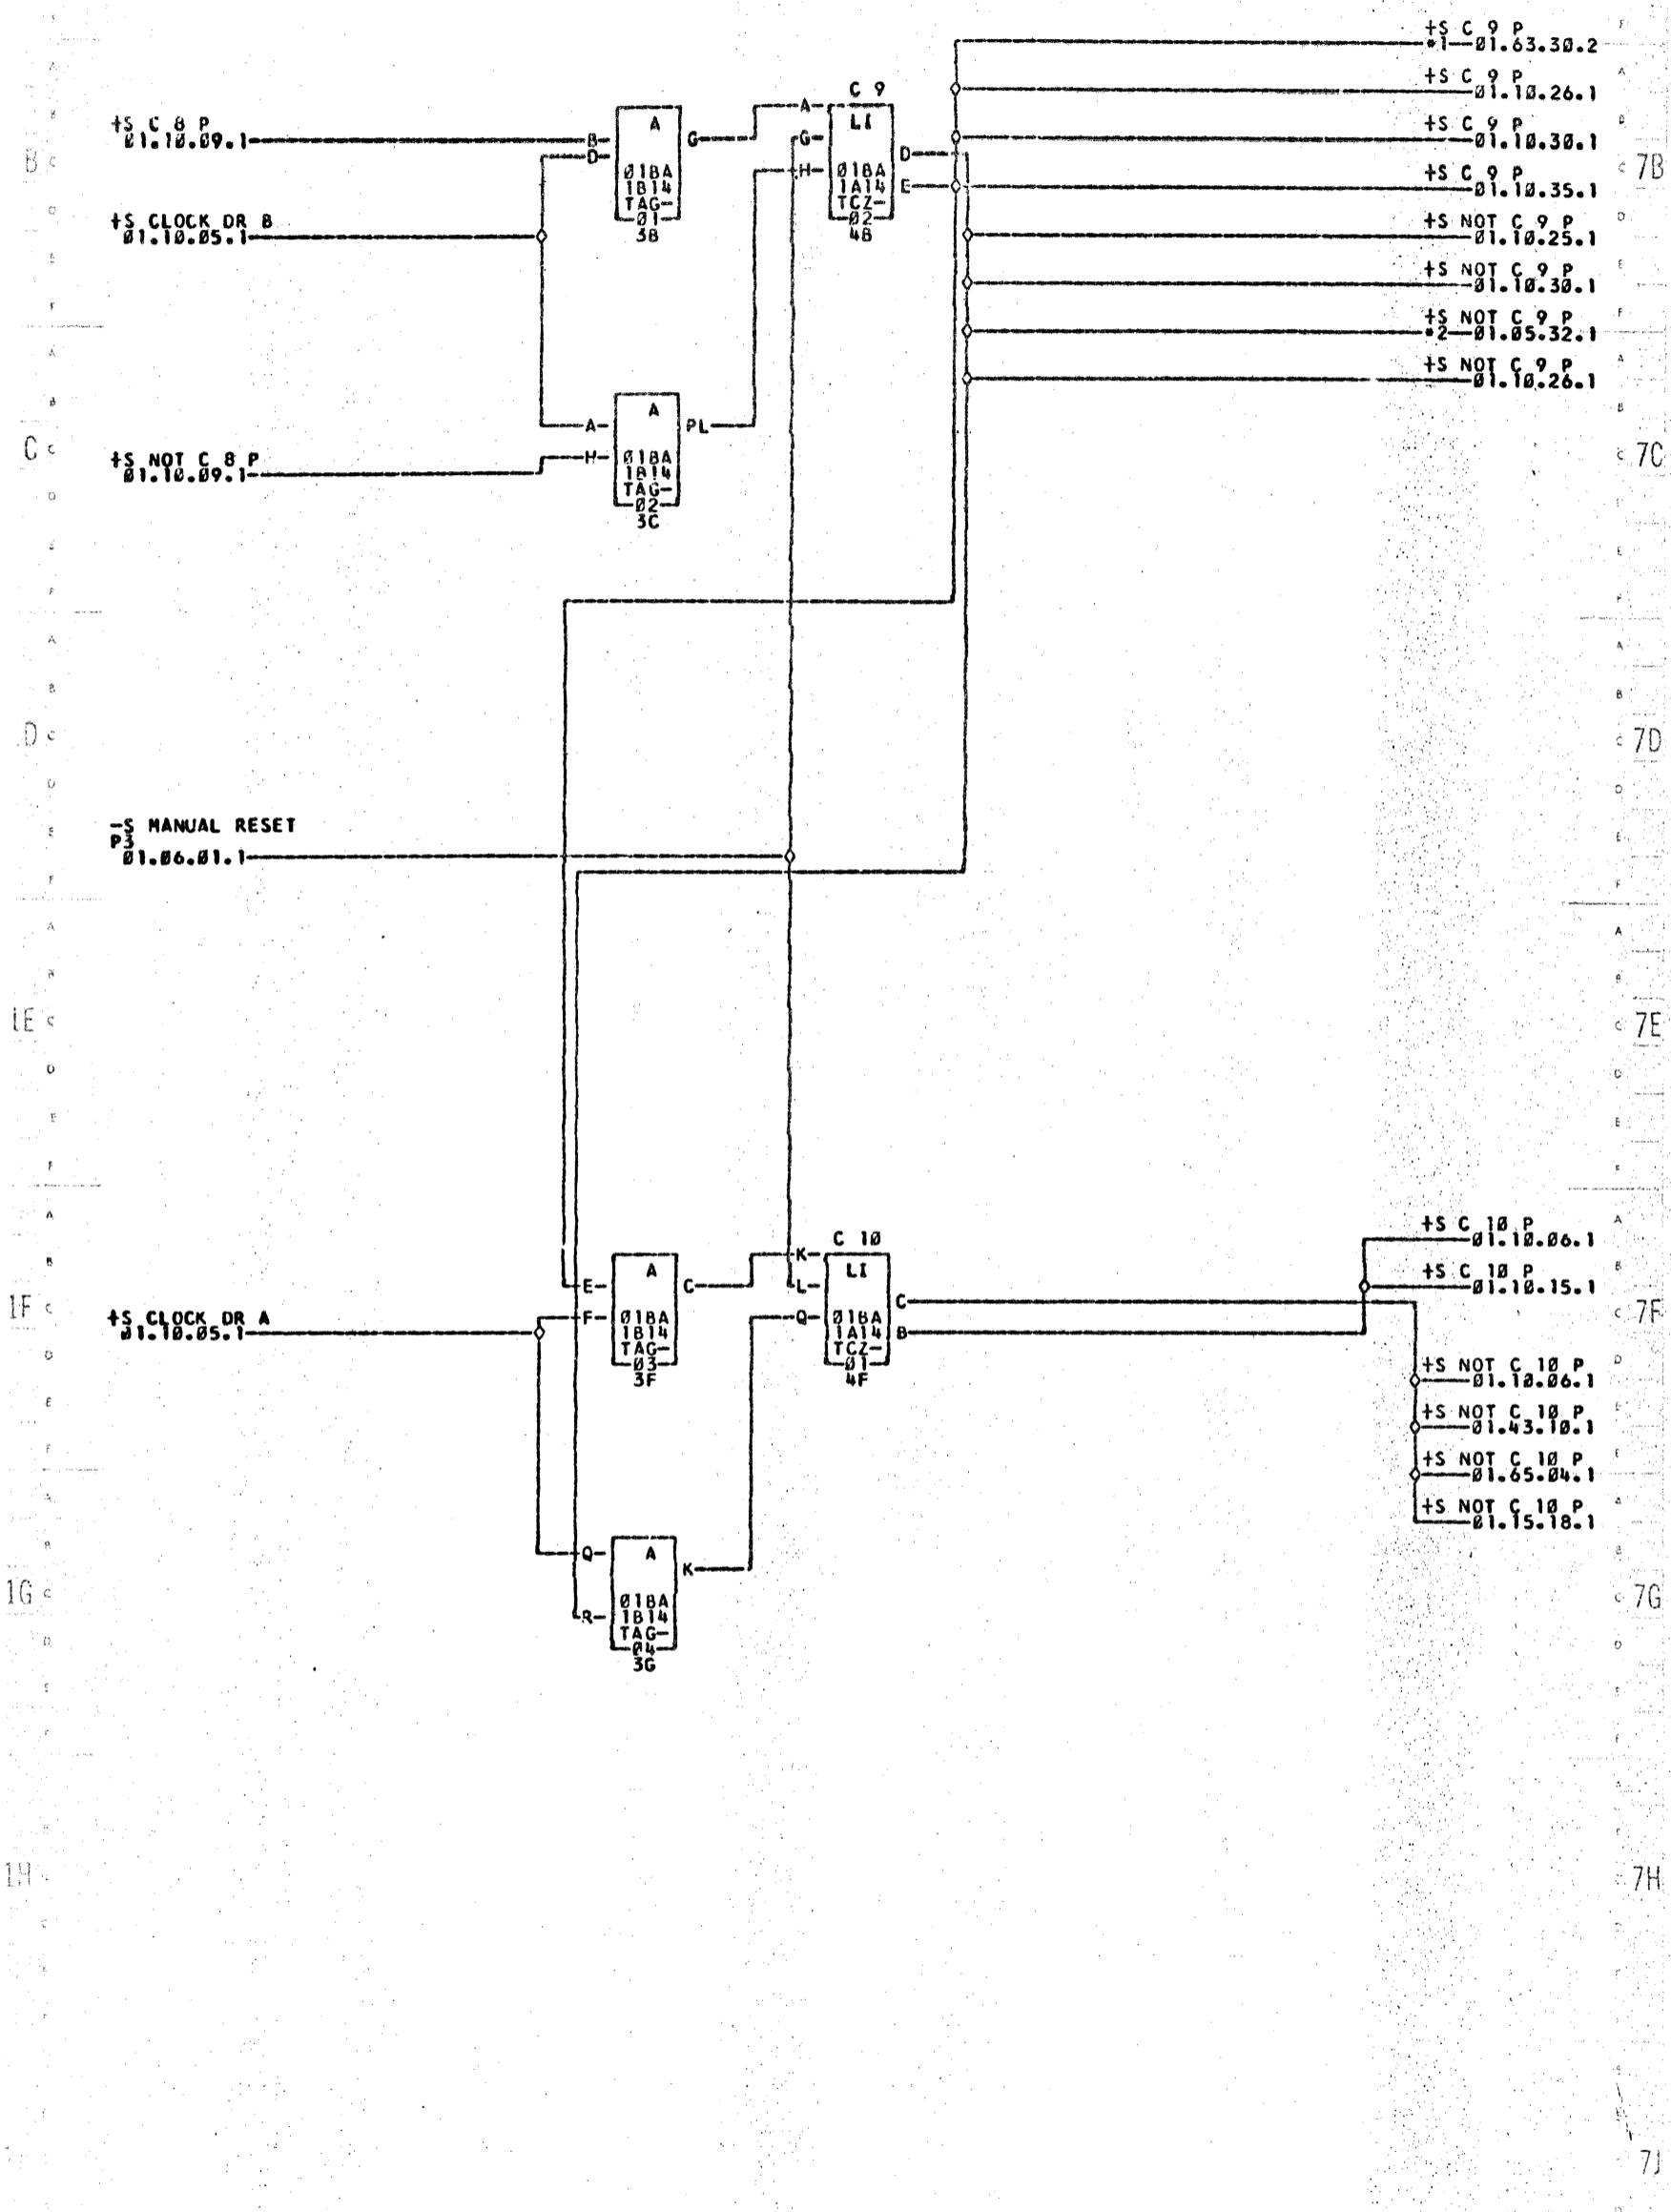 +S C 9 P
*1—01.63.30.2
+S C 9 P
01.10.26.1
+S C 9 P
01.10.30.1
+S C 9 P
01.10.35.1
+S NOT C 9 P
01.10.25.1
+S NOT C 9 P
01.10.30.1
+S NOT C 9 P
*2—01.05.32.1
+S NOT C 9 P
01.10.26.1
+S C 8 P
01.10.09.1
+S CLOCK DR B
01.10.05.1
B
D
A
G
01BA
1B14
TAG-
01
3B
C 9
A
G
H
LI
D
E
01BA
1A14
TCZ-
02
4B
+S NOT C 8 P
01.10.09.1
A
H
A
PL
01BA
1B14
TAG-
02
3C
-S MANUAL RESET
P3
01.06.01.1
+S CLOCK DR A
01.10.05.1
E
F
A
C
01BA
1B14
TAG-
03
3F
C 10
K
L
Q
LI
C
B
01BA
1A14
TCZ-
01
4F
Q
R
A
K
01BA
1B14
TAG-
04
3G
+S C 10 P
01.10.06.1
+S C 10 P
01.10.15.1
+S NOT C 10 P
01.10.06.1
+S NOT C 10 P
01.43.10.1
+S NOT C 10 P
01.65.04.1
+S NOT C 10 P
01.15.18.1
B
C
D
1E
1F
1G
1H
7B
7C
7D
7E
7F
7G
7H
7J